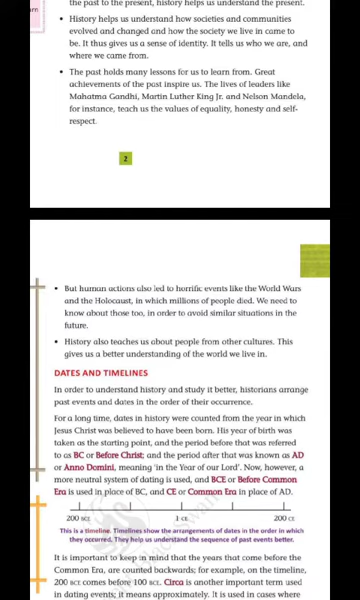 the past to the present, history helps us understand the present.
• History helps us understand how societies and communities
evolved and changed and how the society we live in came to
be. It thus gives us a sense of identity. It tells us who we are, and
where we came from.
• The past holds many lessons for us to learn from. Great
achievements of the past inspire us. The lives of leaders like
Mahatma Gandhi, Martin Luther King Jr. and Nelson Mandela,
for instance, teach us the values of equality, honesty and self-
respect.
2
• But human actions also led to horrific events like the World Wars
and the Holocaust, in which millions of people died. We need to
know about those too, in order to avoid similar situations in the
future.
• History also teaches us about people from other cultures. This
gives us a better understanding of the world we live in.
DATES AND TIMELINES
In order to understand history and study it better, historians arrange
past events and dates in the order of their occurrence.
For a long time, dates in history were counted from the year in which
Jesus Christ was believed to have been born. His year of birth was
taken as the starting point, and the period before that was referred
to as BC or Before Christ; and the period after that was known as AD
or Anno Domini, meaning 'in the Year of our Lord'. Now, however, a
more neutral system of dating is used, and BCE or Before Common
Era is used in place of BC, and CE or Common Era in place of AD.
200 BCE 1 CE 200 CE
This is a timeline. Timelines show the arrangements of dates in the order in which
they occurred. They help us understand the sequence of past events better.
It is important to keep in mind that the years that come before the
Common Era, are counted backwards; for example, on the timeline,
200 BCE comes before 100 BCE. Circa is another important term used
in dating events; it means approximately. It is used in cases where